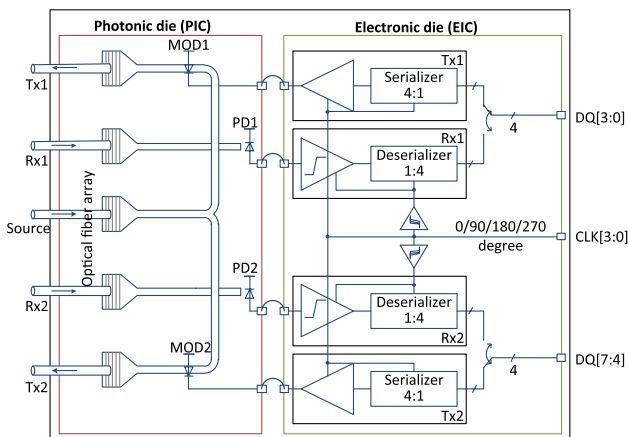 Photonic die (PIC)
Electronic die (EIC)
MOD1
Tx1
Serializer
4:1
Tx1
DQ[3:0]
4
PD1
Rx1
Deserializer
1:4
Rx1
Optical fiber array
Source
0/90/180/270
degree
CLK[3:0]
PD2
Deserializer
1:4
Rx2
Rx2
MOD2
DQ[7:4]
4
Serializer
4:1
Tx2
Tx2